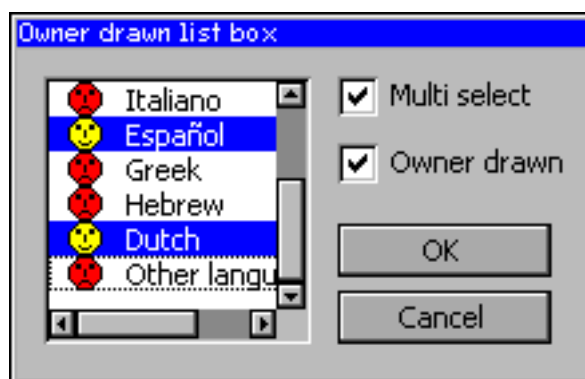 Owner drawn list box
Italiano
Español
Greek
Hebrew
Dutch
Other langu
Multi select
Owner drawn
OK
Cancel